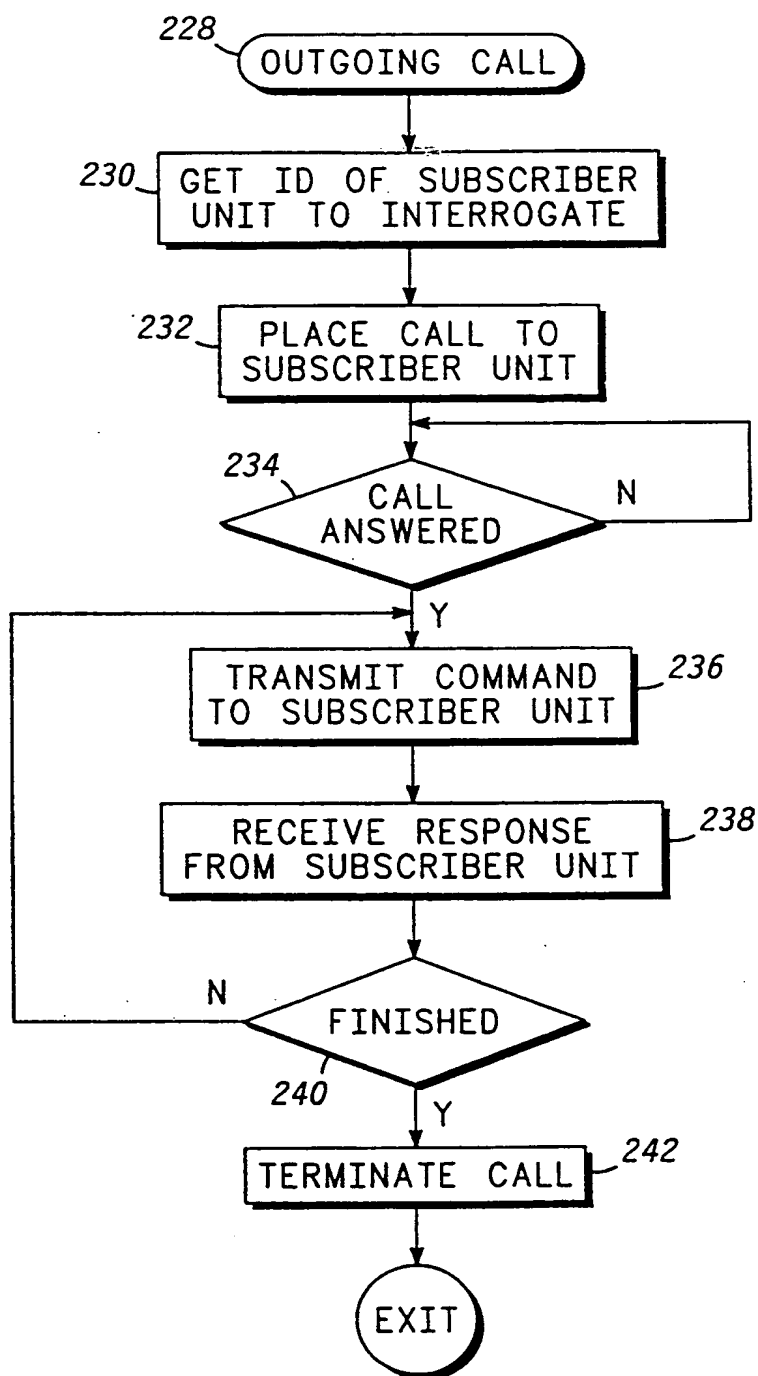 228
OUTGOING CALL
230
GET ID OF SUBSCRIBER
UNIT TO INTERROGATE
232
PLACE CALL TO
SUBSCRIBER UNIT
234
CALL
ANSWERED
N
Y
TRANSMIT COMMAND
TO SUBSCRIBER UNIT
236
RECEIVE RESPONSE
FROM SUBSCRIBER UNIT
238
N
FINISHED
240
Y
TERMINATE CALL
242
EXIT